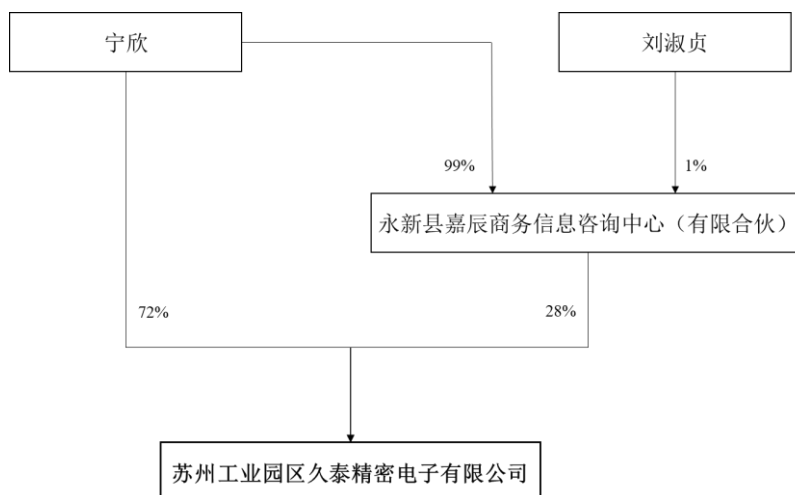 宁欣
刘淑贞
99%
1%
永新县嘉辰商务信息咨询中心（有限合伙）
72%
28%
苏州工业园区久泰精密电子有限公司